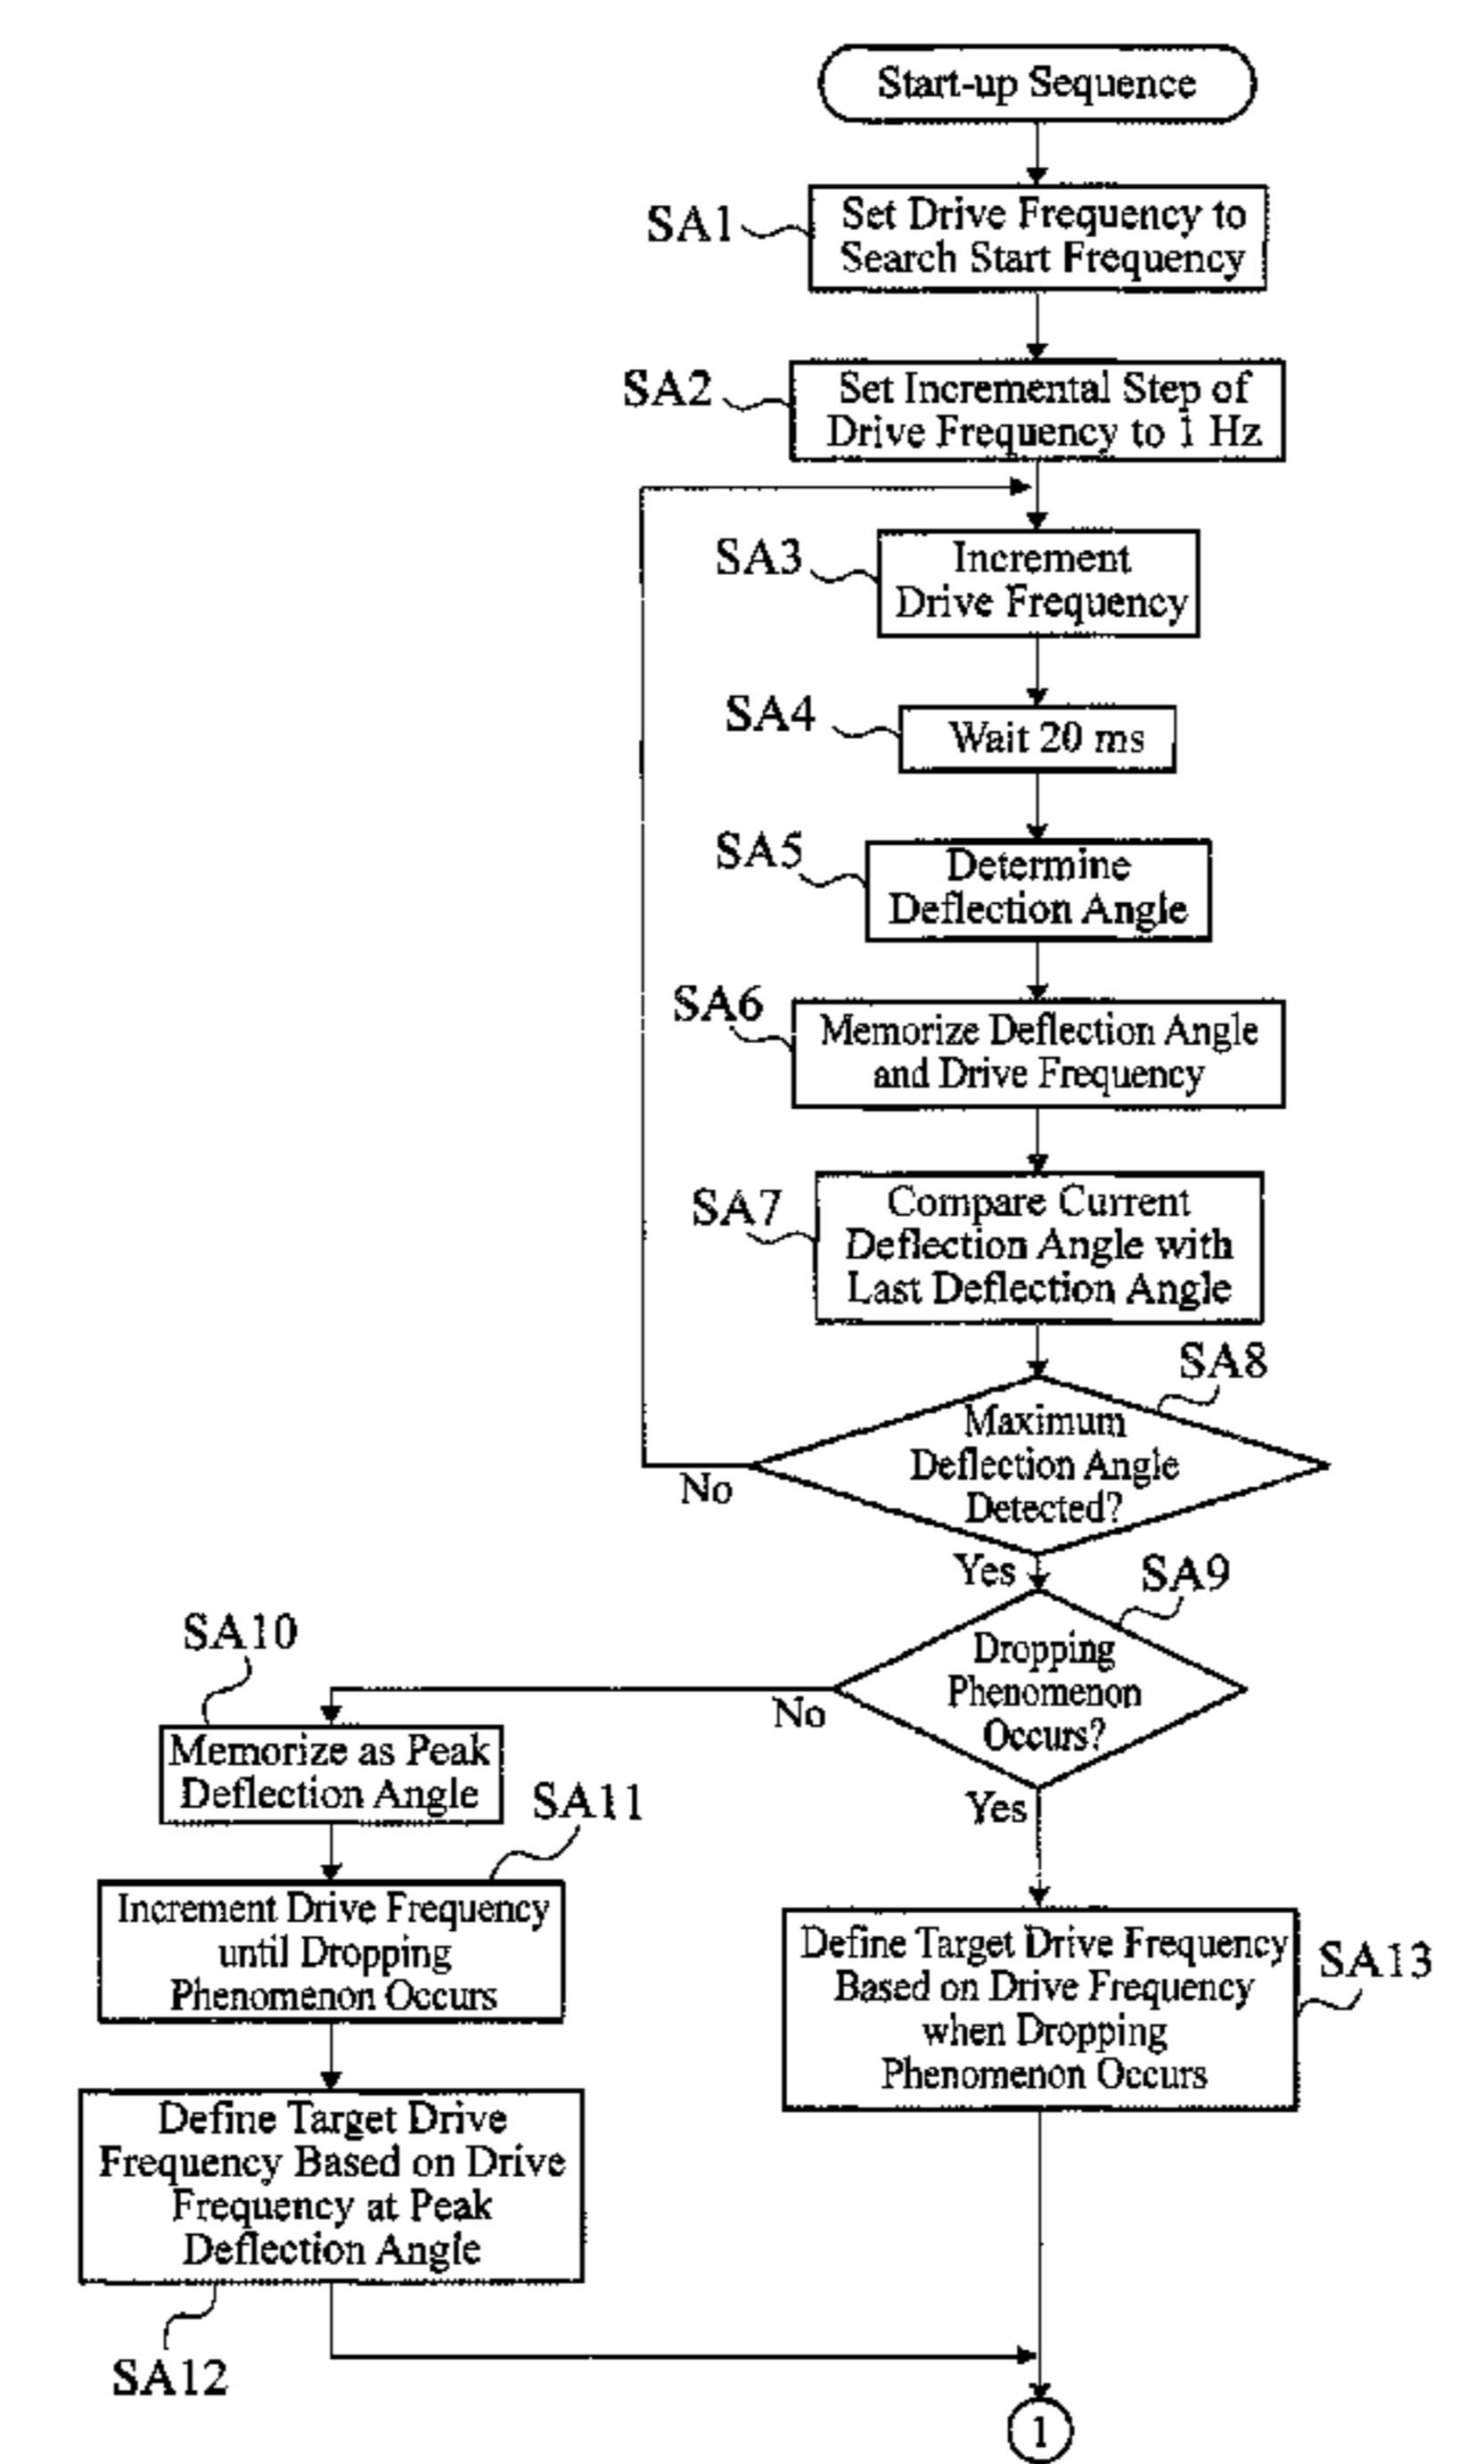 Start-up Sequence
SA1
Set Drive Frequency to
Search Start Frequency
SA2
Set Incremental Step of
Drive Frequency to 1 Hz
SA3
Increment
Drive Frequency
SA4
Wait 20 ms
SA5
Determine
Deflection Angle
SA6
Memorize Deflection Angle
and Drive Frequency
SA7
Compare Current
Deflection Angle with
Last Deflection Angle
SA8
Maximum
Deflection Angle
Detected?
No
Yes
SA9
Dropping
Phenomenon
Occurs?
No
Yes
SA10
Memorize as Peak
Deflection Angle
SA11
Increment Drive Frequency
until Dropping
Phenomenon Occurs
Define Target Drive
Frequency Based on Drive
Frequency at Peak
Deflection Angle
SA12
Define Target Drive Frequency
Based on Drive Frequency
when Dropping
Phenomenon Occurs
SA13
1